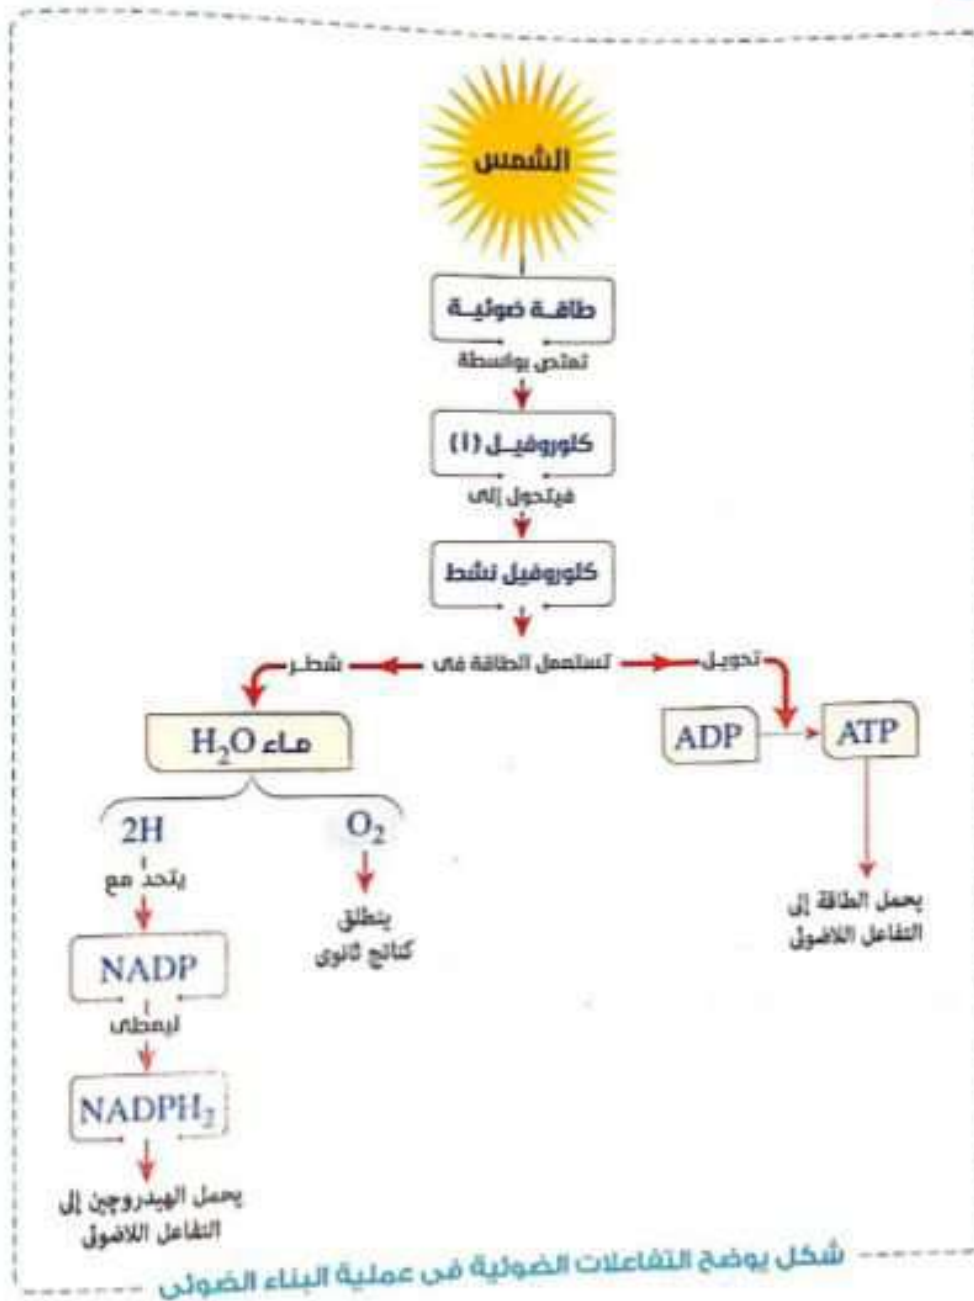 الشمس
طاقة ضوئية
تمتص بواسطة
كلوروفيل (أ)
فيتحول إلى
كلوروفيل نشط
تستعمل الطاقة فى
تحويل
شطر
ADP
ATP
يحمل الطاقة إلى
التفاعل اللاضوئى
ماء H₂O
2H
O₂
يتحد مع
ينطلق
كناتج ثانوى
NADP
ليعطى
NADPH₂
يحمل الهيدروچين إلى
التفاعل اللاضوئى
شكل يوضح التفاعلات الضوئية فى عملية البناء الضوئى